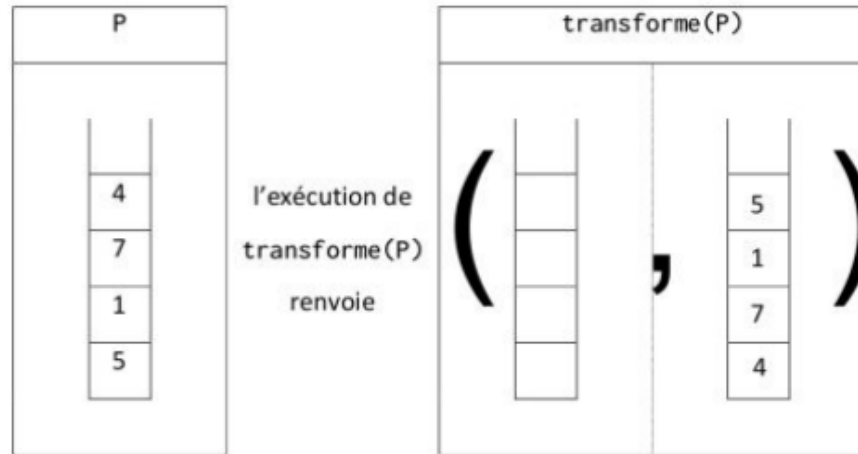 P
transforme(P)
4
7
1
5
l'exécution de
transforme(P)
renvoie
(
,
5
1
7
4
)